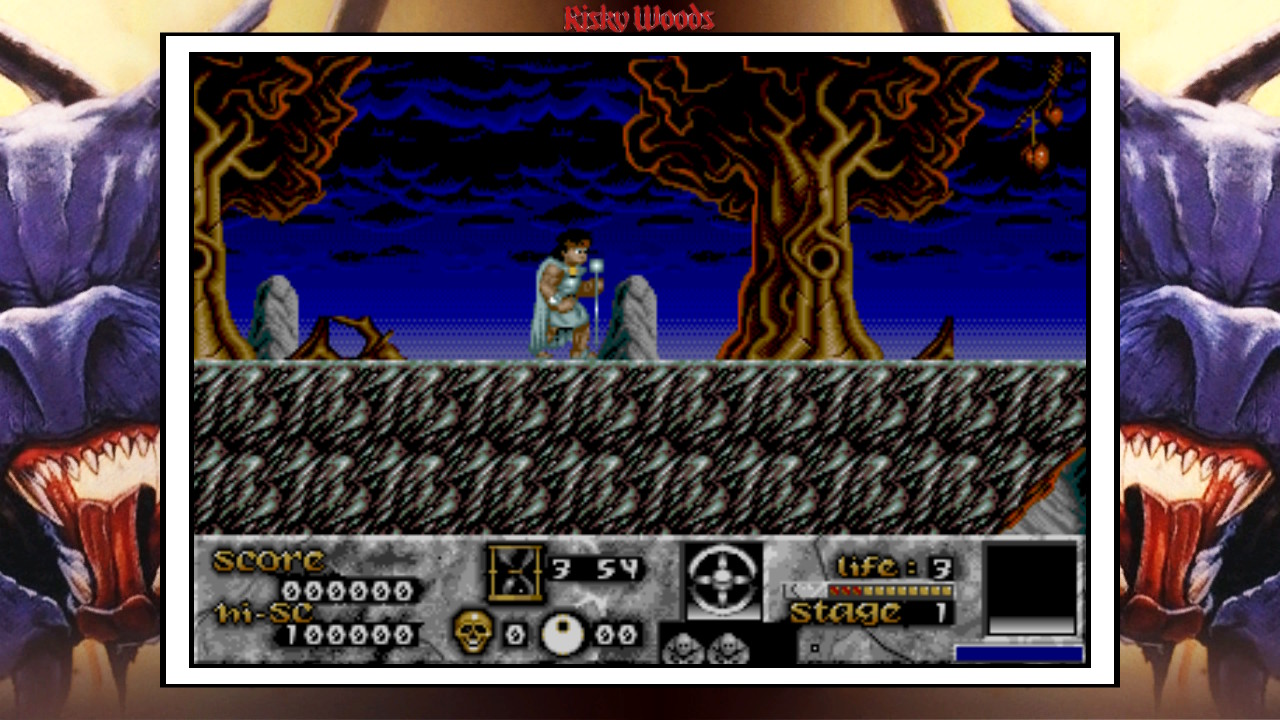 Risky Woods
score
000000
hi-sc
100000
3 54
0
00
life : 3
stage 1